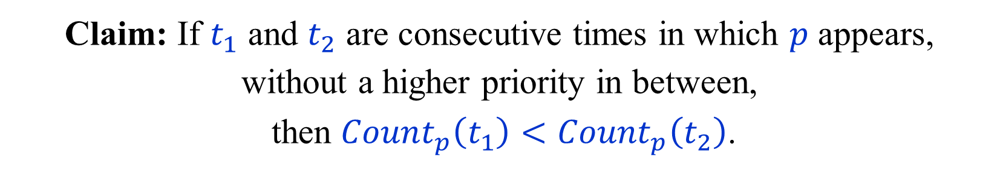 Claim: If t₁ and t₂ are consecutive times in which p appears,
without a higher priority in between,
then Countₚ(t₁) < Countₚ(t₂).